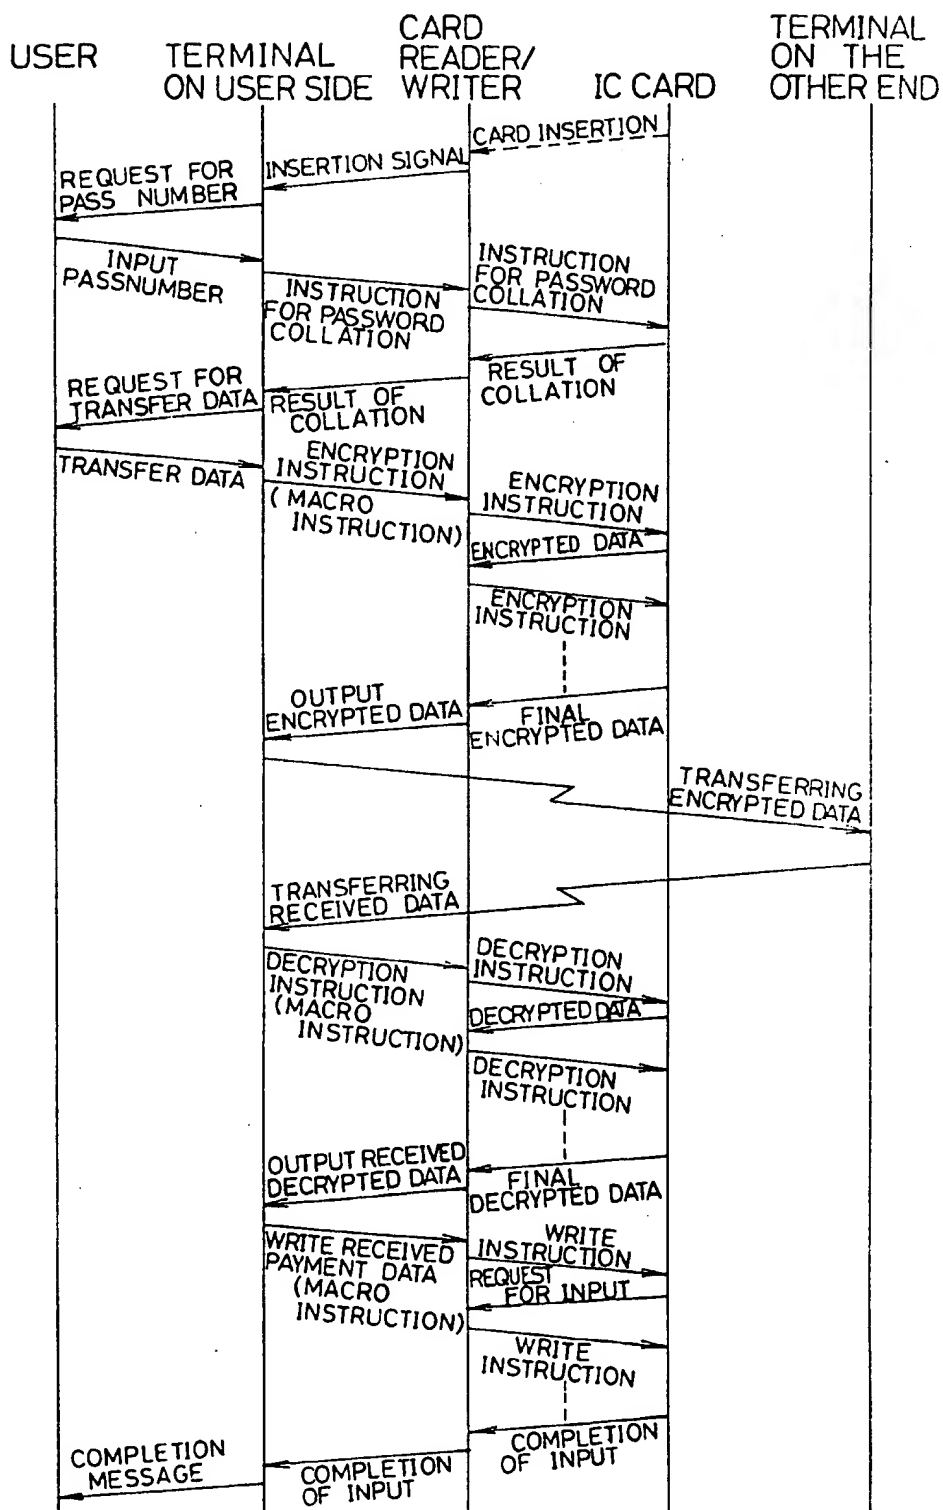 USER
TERMINAL
ON USER SIDE
CARD
READER/
WRITER
IC CARD
TERMINAL
ON THE
OTHER END
CARD INSERTION
INSERTION SIGNAL
REQUEST FOR
PASS NUMBER
INPUT
PASSNUMBER
INSTRUCTION
FOR PASSWORD
COLLATION
INSTRUCTION
FOR PASSWORD
COLLATION
RESULT OF
COLLATION
RESULT OF
COLLATION
REQUEST FOR
TRANSFER DATA
TRANSFER DATA
ENCRYPTION
INSTRUCTION
(MACRO
INSTRUCTION)
ENCRYPTION
INSTRUCTION
ENCRYPTED DATA
ENCRYPTION
INSTRUCTION
FINAL
ENCRYPTED DATA
OUTPUT
ENCRYPTED DATA
TRANSFERRING
ENCRYPTED DATA
TRANSFERRING
RECEIVED DATA
DECRYPTION
INSTRUCTION
(MACRO
INSTRUCTION)
DECRYPTION
INSTRUCTION
DECRYPTED DATA
DECRYPTION
INSTRUCTION
FINAL
DECRYPTED DATA
OUTPUT RECEIVED
DECRYPTED DATA
WRITE RECEIVED
PAYMENT DATA
(MACRO
INSTRUCTION)
WRITE
INSTRUCTION
REQUEST
FOR INPUT
WRITE
INSTRUCTION
COMPLETION
OF INPUT
COMPLETION
OF INPUT
COMPLETION
MESSAGE